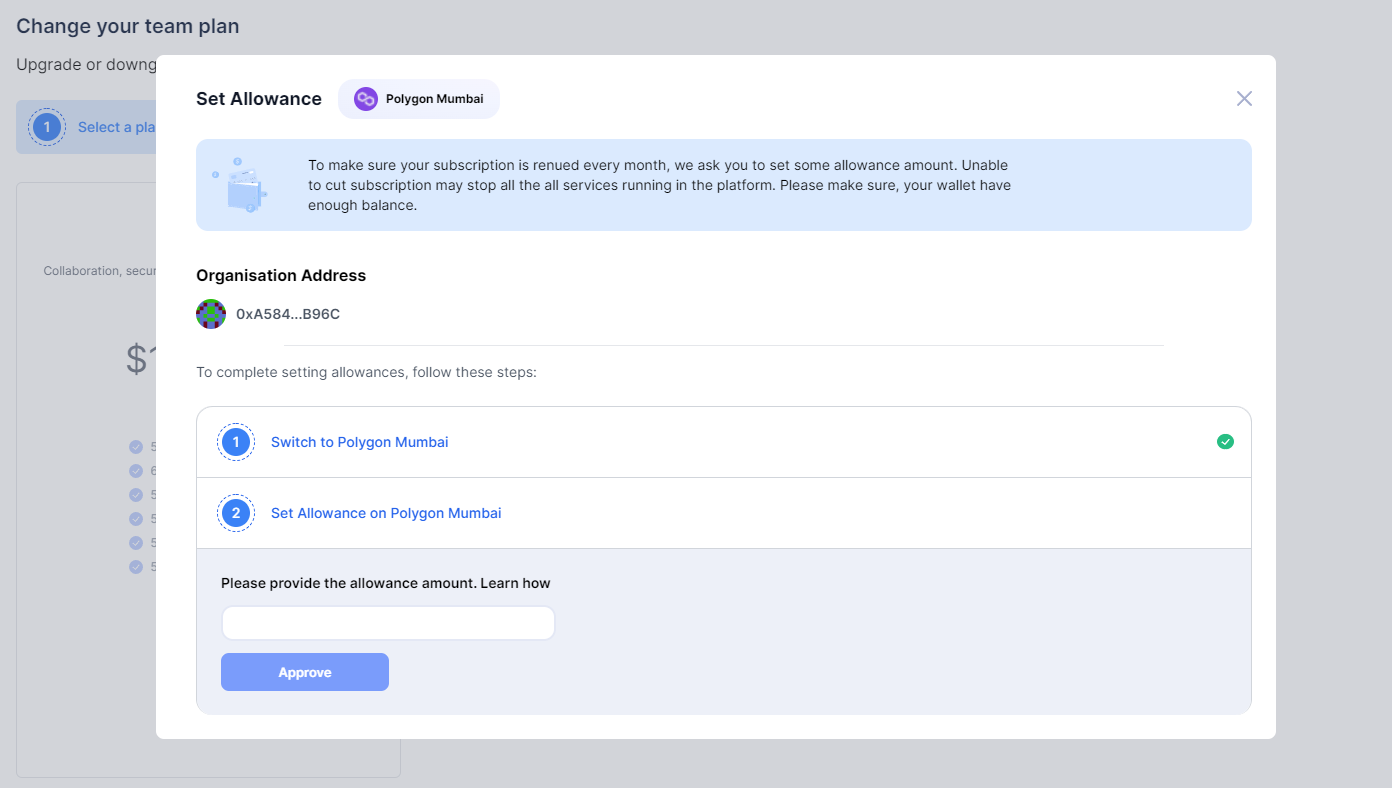 Change your team plan
Upgrade or downg
Set Allowance
Polygon Mumbai
1
Select a pla
To make sure your subscription is renued every month, we ask you to set some allowance amount. Unable
to cut subscription may stop all the all services running in the platform. Please make sure, your wallet have
enough balance.
Collaboration, secur
Organisation Address
0xA584...B96C
$1
To complete setting allowances, follow these steps:
1
Switch to Polygon Mumbai
5
6
5
5
5
5
2
Set Allowance on Polygon Mumbai
Please provide the allowance amount. Learn how
Approve